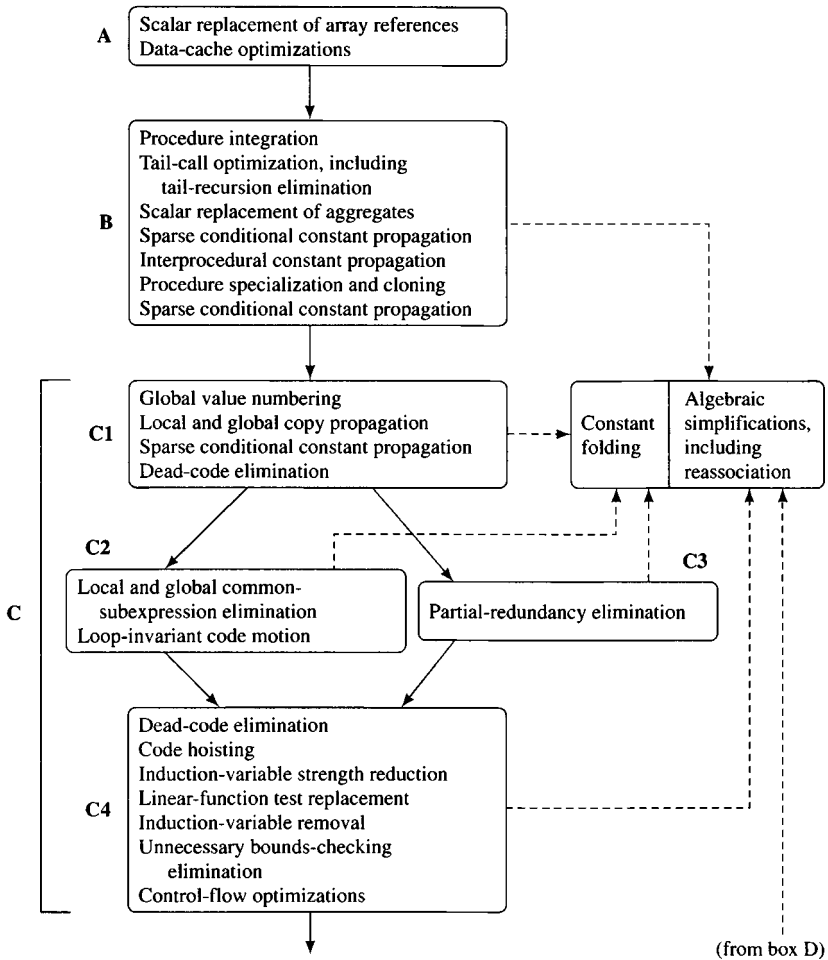 A
Scalar replacement of array references
Data-cache optimizations
B
Procedure integration
Tail-call optimization, including
tail-recursion elimination
Scalar replacement of aggregates
Sparse conditional constant propagation
Interprocedural constant propagation
Procedure specialization and cloning
Sparse conditional constant propagation
C
C1
Global value numbering
Local and global copy propagation
Sparse conditional constant propagation
Dead-code elimination
Constant
folding
Algebraic
simplifications,
including
reassociation
C2
Local and global common-
subexpression elimination
Loop-invariant code motion
C3
Partial-redundancy elimination
C4
Dead-code elimination
Code hoisting
Induction-variable strength reduction
Linear-function test replacement
Induction-variable removal
Unnecessary bounds-checking
elimination
Control-flow optimizations
(from box D)